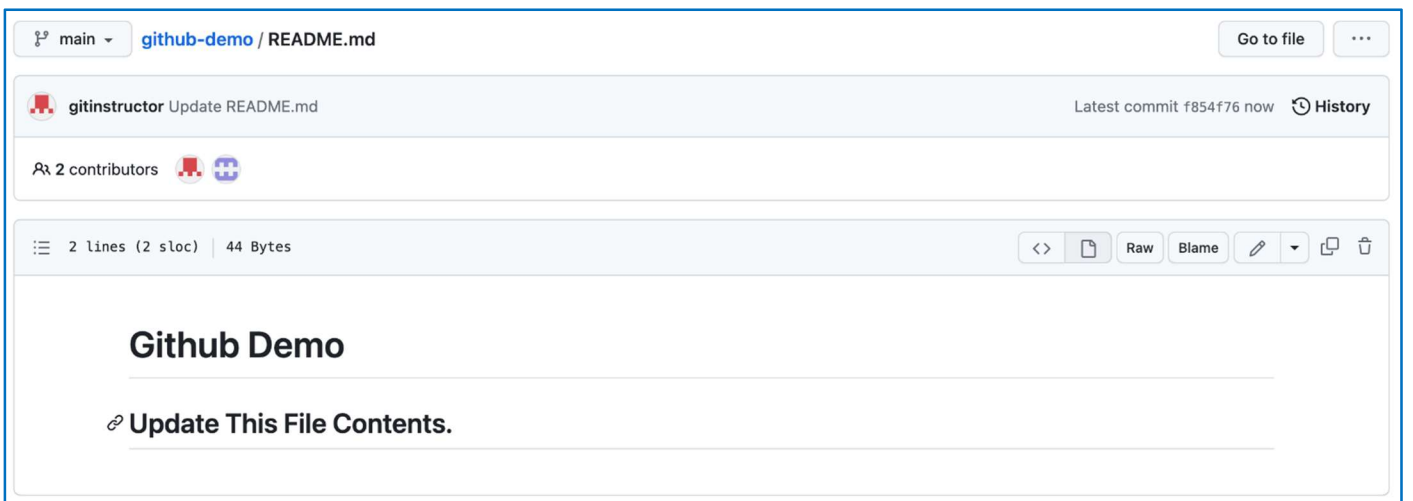 main
github-demo / README.md
Go to file
...
gitinstructor Update README.md
Latest commit f854f76 now
History
2 contributors
2 lines (2 sloc)
44 Bytes
<>
Raw
Blame
Github Demo
Update This File Contents.